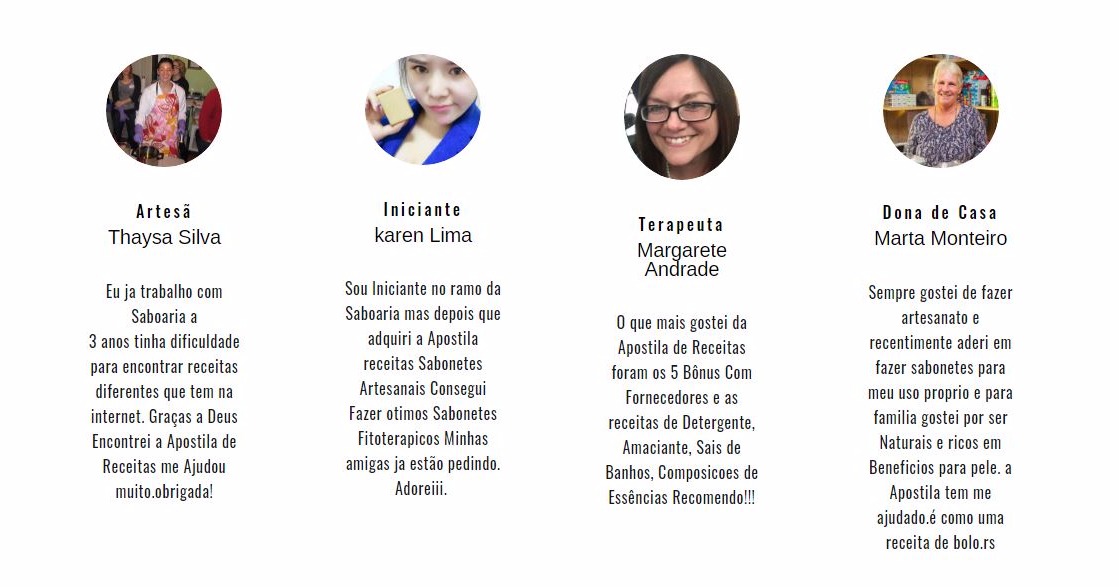 Artesã
Thaysa Silva
Eu ja trabalho com
Saboaria a
3 anos tinha dificuldade
para encontrar receitas
diferentes que tem na
internet. Graças a Deus
Encontrei a Apostila de
Receitas me Ajudou
muito.obrigada!
Iniciante
karen Lima
Sou Iniciante no ramo da
Saboaria mas depois que
adquiri a Apostila
receitas Sabonetes
Artesanais Consegui
Fazer otimos Sabonetes
Fitoterapicos Minhas
amigas ja estão pedindo.
Adoreiii.
Terapeuta
Margarete
Andrade
O que mais gostei da
Apostila de Receitas
foram os 5 Bônus Com
Fornecedores e as
receitas de Detergente,
Amaciante, Sais de
Banhos, Composicoes de
Essências Recomendo!!!
Dona de Casa
Marta Monteiro
Sempre gostei de fazer
artesanato e
recentimente aderi em
fazer sabonetes para
meu uso proprio e para
familia gostei por ser
Naturais e ricos em
Beneficios para pele. a
Apostila tem me
ajudado.é como uma
receita de bolo.rs